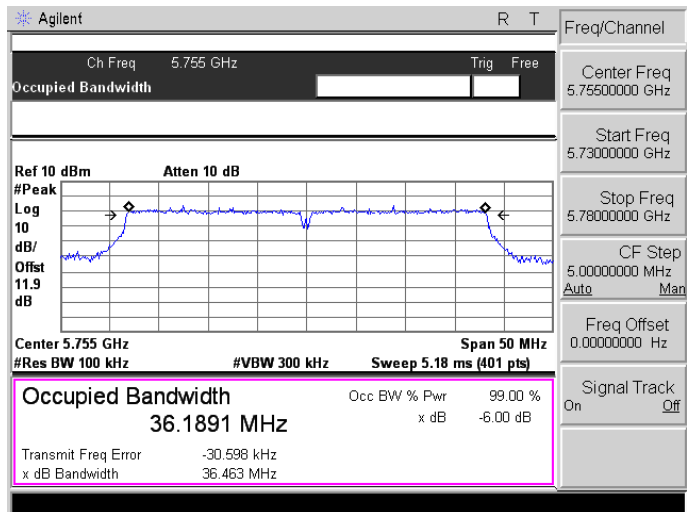 Agilent R T
Freq/Channel
Ch Freq 5.755 GHz Trig Free
Occupied Bandwidth
Center Freq
5.75500000 GHz
Start Freq
5.73000000 GHz
Stop Freq
5.78000000 GHz
CF Step
5.00000000 MHz
Auto Man
Freq Offset
0.00000000 Hz
Signal Track
On Off
Ref 10 dBm Atten 10 dB
#Peak
Log
10
dB/
Offst
11.9
dB
Center 5.755 GHz Span 50 MHz
#Res BW 100 kHz #VBW 300 kHz Sweep 5.18 ms (401 pts)
Occupied Bandwidth Occ BW % Pwr 99.00 %
36.1891 MHz x dB -6.00 dB
Transmit Freq Error -30.598 kHz
x dB Bandwidth 36.463 MHz